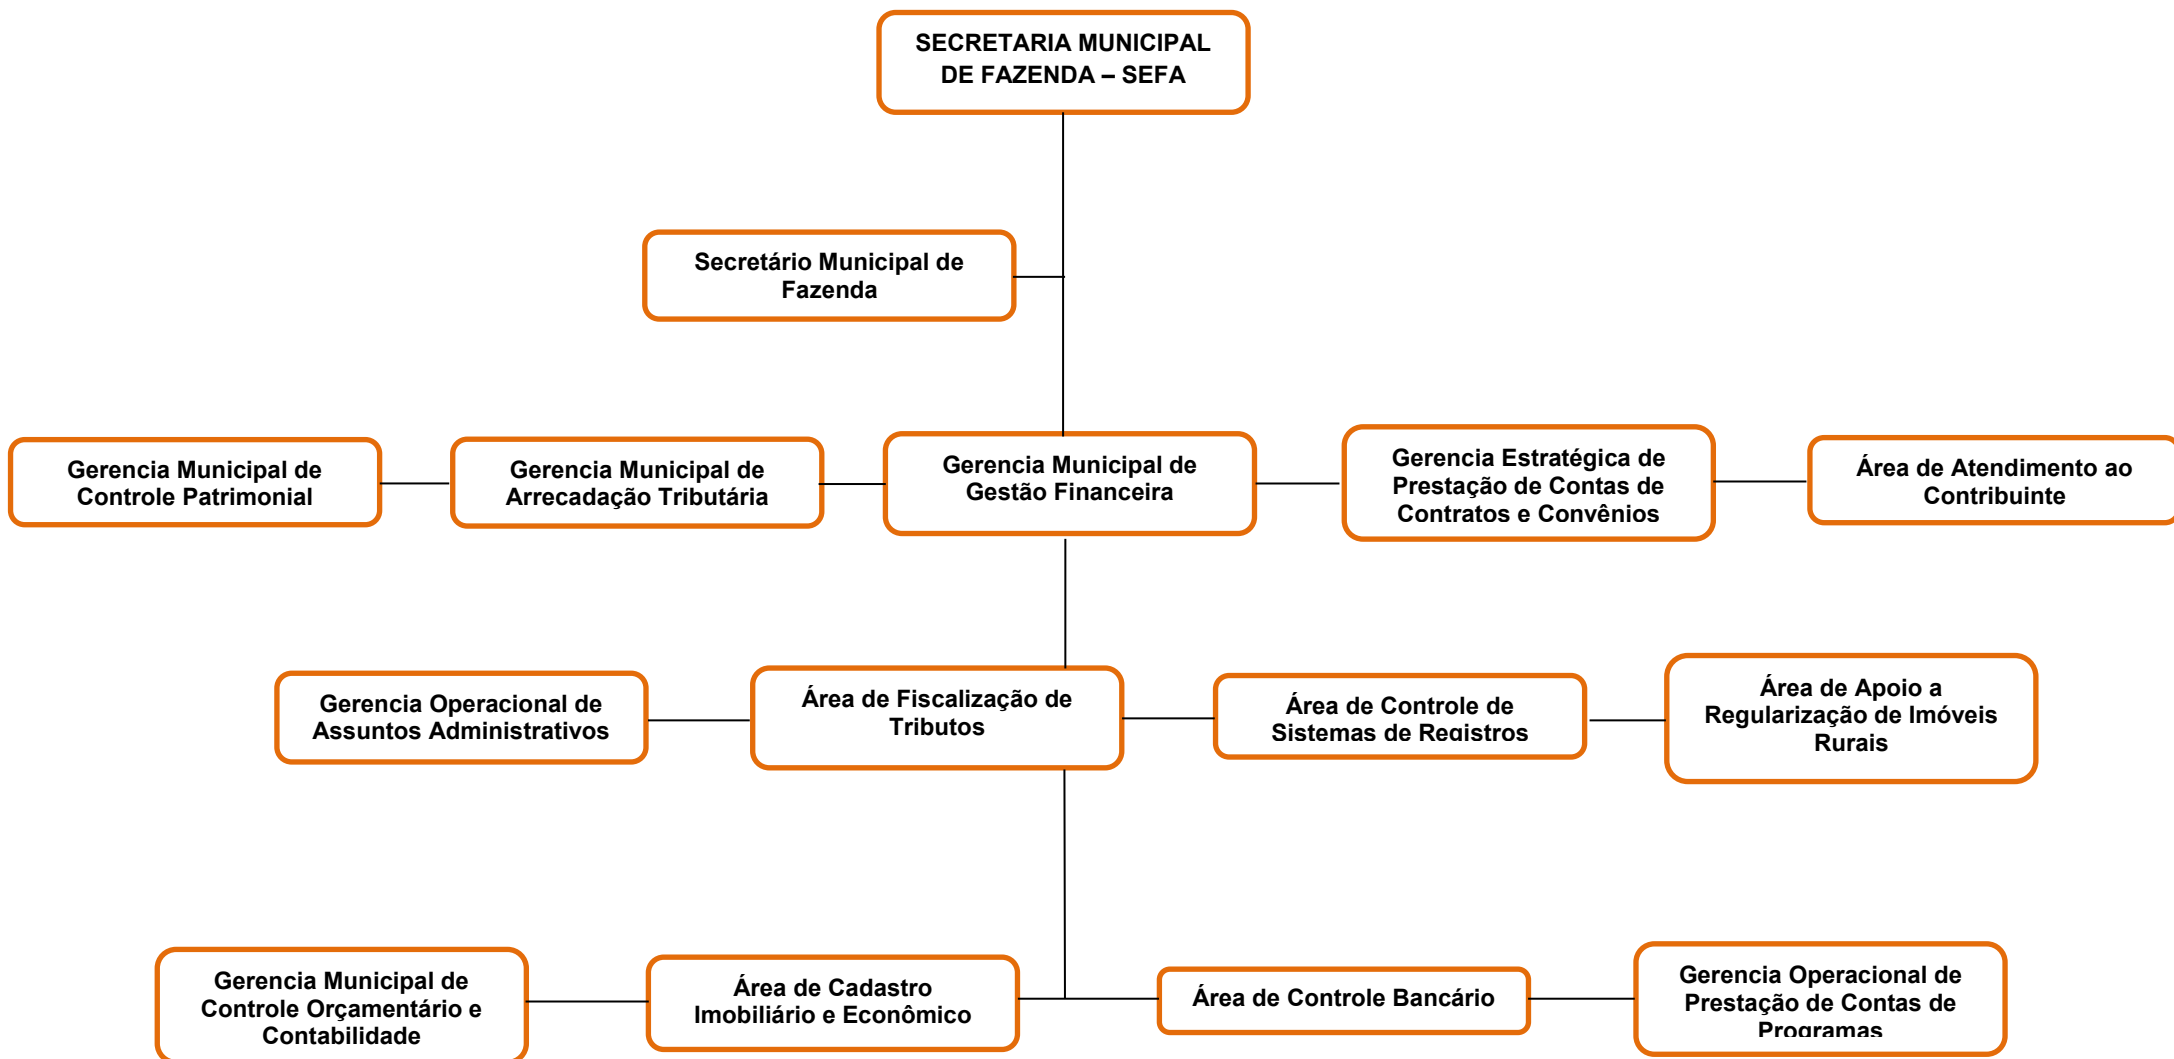 SECRETARIA MUNICIPAL
DE FAZENDA – SEFA
Secretário Municipal de
Fazenda
Gerencia Municipal de
Controle Patrimonial
Gerencia Municipal de
Arrecadação Tributária
Gerencia Municipal de
Gestão Financeira
Gerencia Estratégica de
Prestação de Contas de
Contratos e Convênios
Área de Atendimento ao
Contribuinte
Gerencia Operacional de
Assuntos Administrativos
Área de Fiscalização de
Tributos
Área de Controle de
Sistemas de Registros
Área de Apoio a
Regularização de Imóveis
Rurais
Gerencia Municipal de
Controle Orçamentário e
Contabilidade
Área de Cadastro
Imobiliário e Econômico
Área de Controle Bancário
Gerencia Operacional de
Prestação de Contas de
Programas